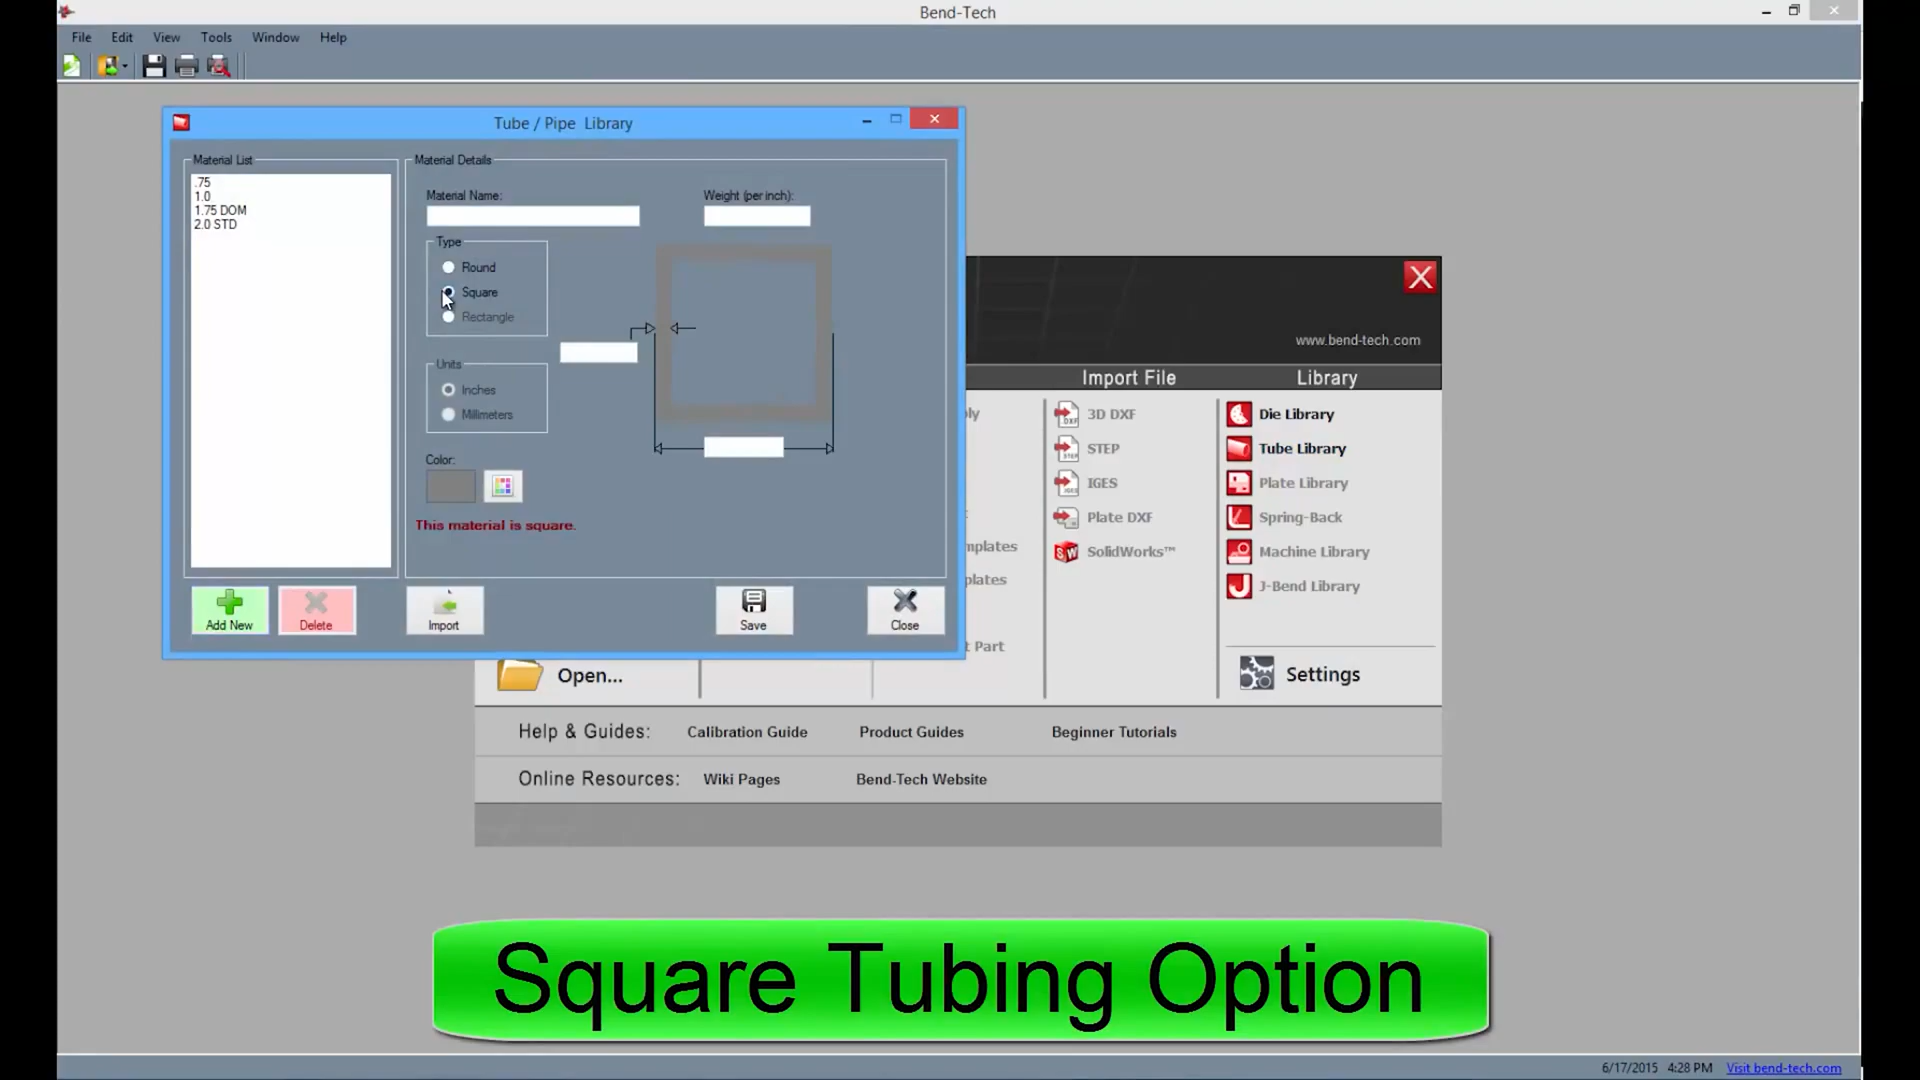 Bend-Tech
File Edit View Tools Window Help
Tube / Pipe Library
Material List
.75
1.0
1.75 DOM
2.0 STD
Material Details
Material Name:
Weight (per inch):
Type
Round
Square
Rectangle
Units
Inches
Millimeters
Color:
This material is square.
Add New
Delete
Import
Save
Close
www.bend-tech.com
Import File
Library
3D DXF
STEP
IGES
Plate DXF
SolidWorks™
Die Library
Tube Library
Plate Library
Spring-Back
Machine Library
J-Bend Library
Settings
ly
mplates
plates
t Part
Open...
Help & Guides: Calibration Guide Product Guides Beginner Tutorials
Online Resources: Wiki Pages Bend-Tech Website
Square Tubing Option
6/17/2015 4:28 PM Visit bend-tech.com